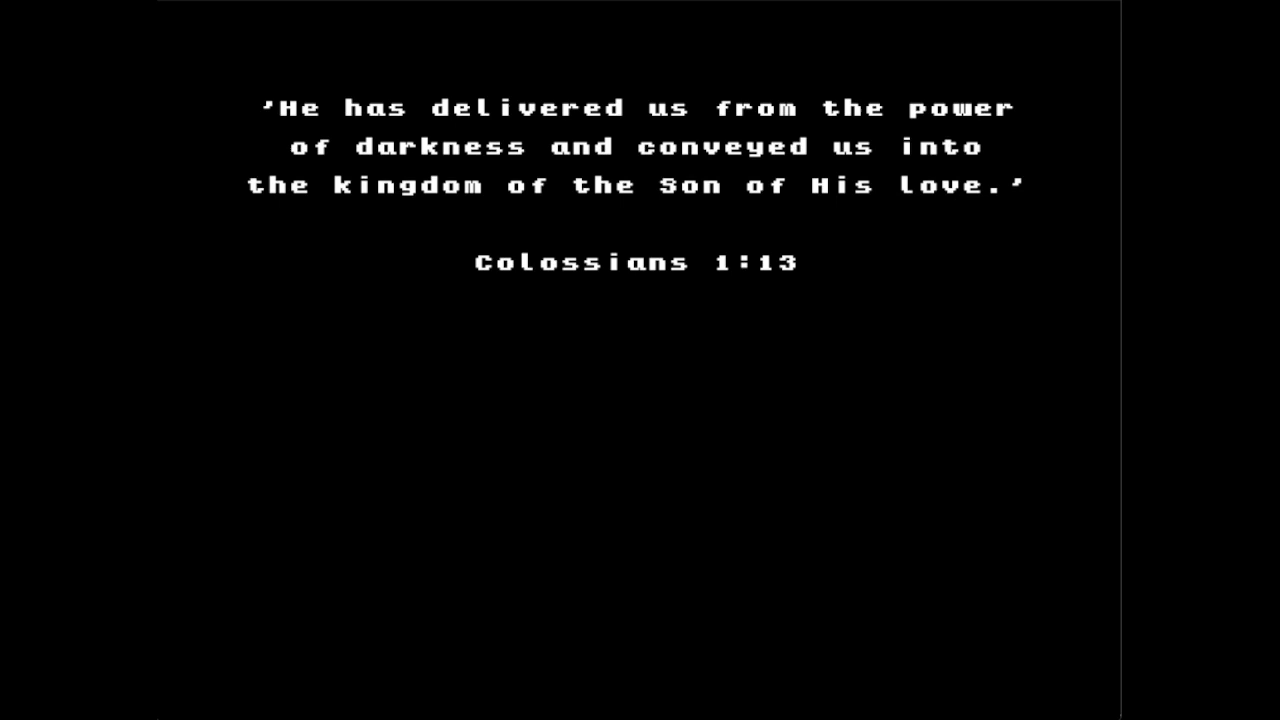 'He has delivered us from the power
of darkness and conveyed us into
the kingdom of the Son of His love.'
Colossians 1:13